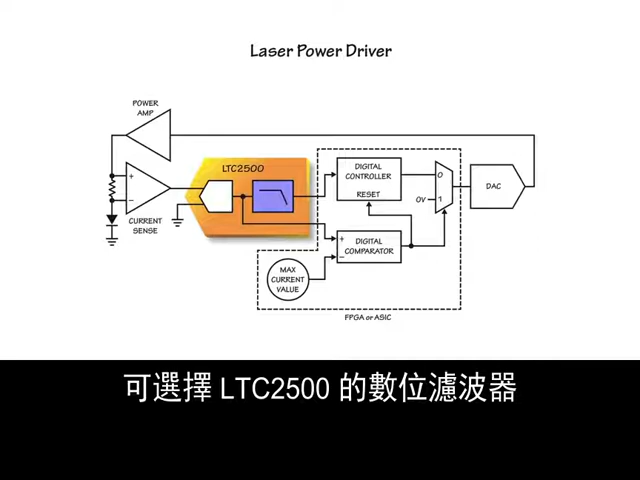 Laser Power Driver
POWER
AMP
LTC2500
DIGITAL
CONTROLLER
RESET
0
0V
1
DAC
+
−
CURRENT
SENSE
+
−
DIGITAL
COMPARATOR
MAX
CURRENT
VALUE
FPGA or ASIC
可選擇 LTC2500 的數位濾波器